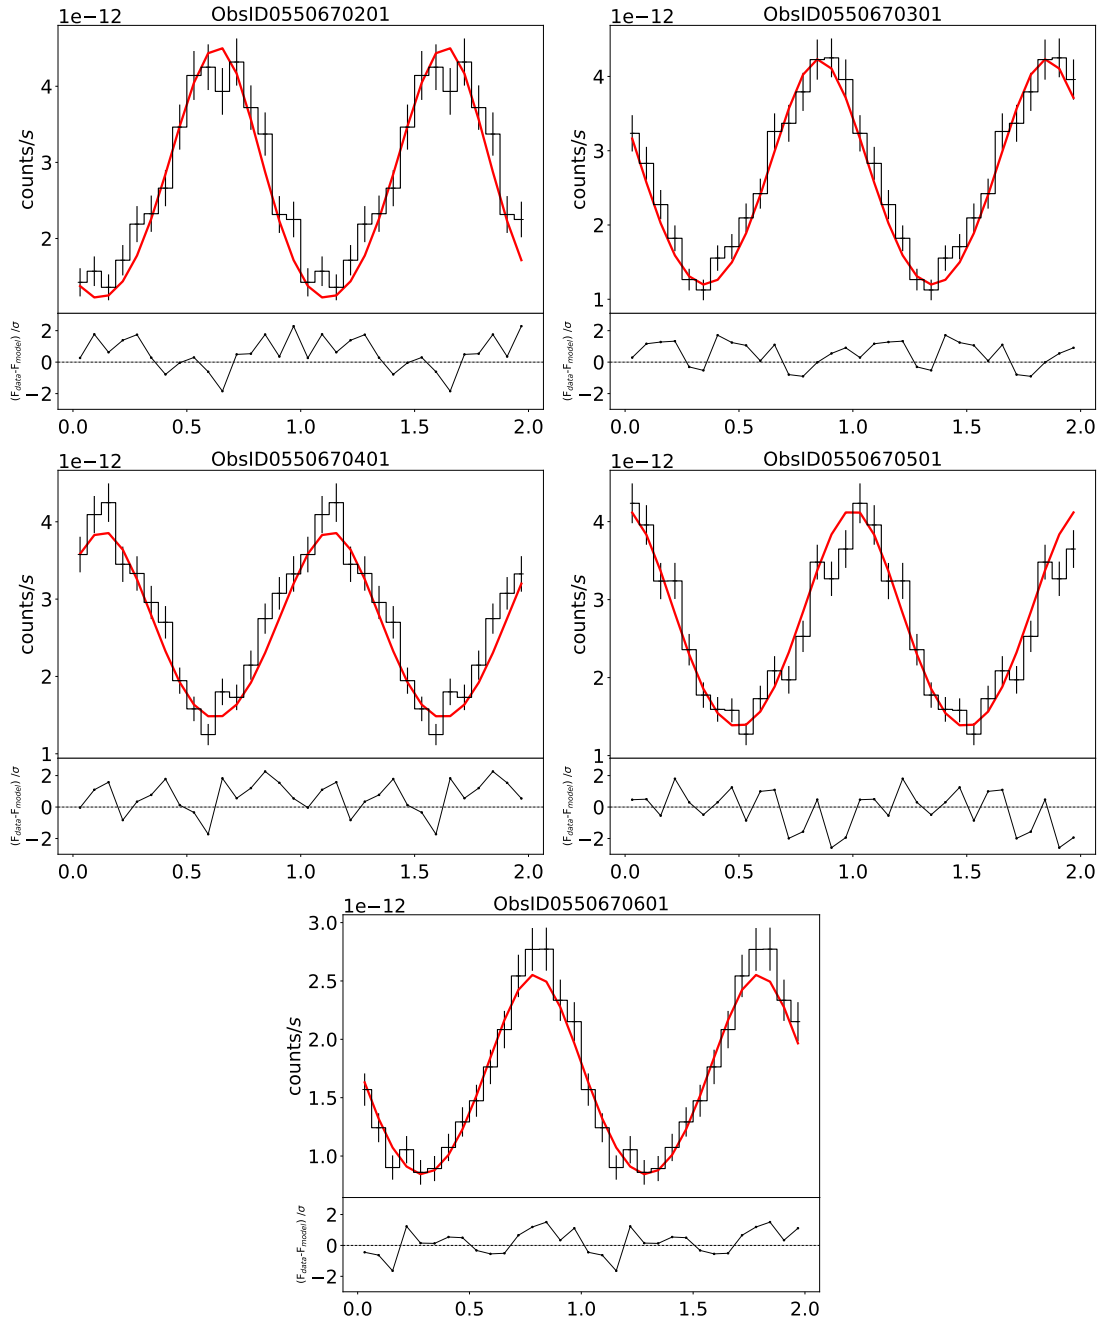 ObsID0550670201
1e−12
counts/s
4
3
2
(F_data-F_model) /σ
2
0
−2
0.0 0.5 1.0 1.5 2.0
ObsID0550670301
1e−12
counts/s
4
3
2
1
(F_data-F_model) /σ
2
0
−2
0.0 0.5 1.0 1.5 2.0
ObsID0550670401
1e−12
counts/s
4
3
2
1
(F_data-F_model) /σ
2
0
−2
0.0 0.5 1.0 1.5 2.0
ObsID0550670501
1e−12
counts/s
4
3
2
1
(F_data-F_model) /σ
2
0
−2
0.0 0.5 1.0 1.5 2.0
ObsID0550670601
1e−12
counts/s
3.0
2.5
2.0
1.5
1.0
(F_data-F_model) /σ
2
0
−2
0.0 0.5 1.0 1.5 2.0